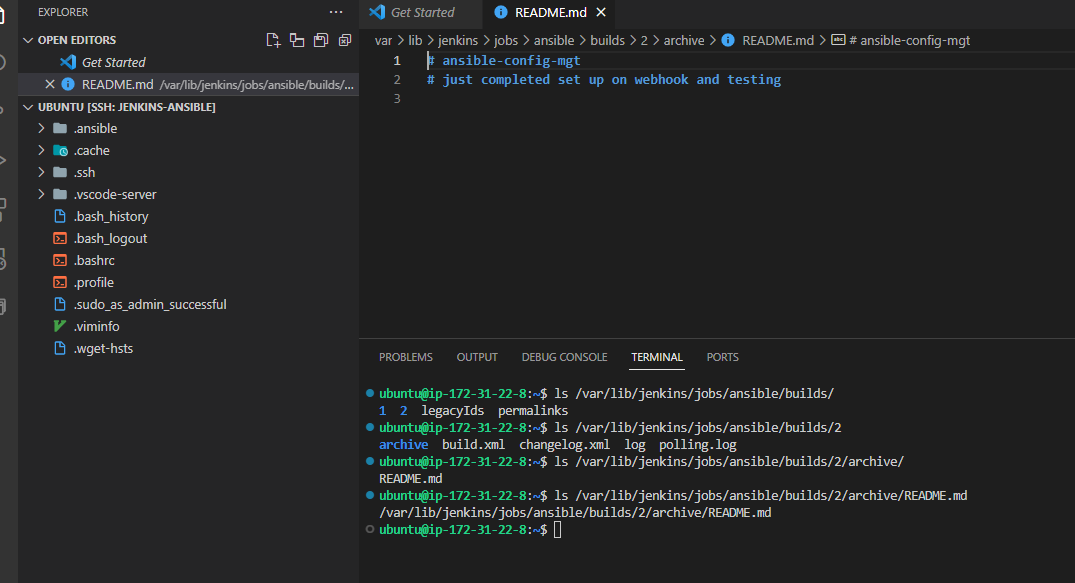 EXPLORER
···
OPEN EDITORS
Get Started
README.md /var/lib/jenkins/jobs/ansible/builds/...
UBUNTU [SSH: JENKINS-ANSIBLE]
.ansible
.cache
.ssh
.vscode-server
.bash_history
.bash_logout
.bashrc
.profile
.sudo_as_admin_successful
.viminfo
.wget-hsts
Get Started
README.md
var > lib > jenkins > jobs > ansible > builds > 2 > archive > README.md > abc # ansible-config-mgt
1 # ansible-config-mgt
2 # just completed set up on webhook and testing
3
PROBLEMS OUTPUT DEBUG CONSOLE TERMINAL PORTS
ubuntu@ip-172-31-22-8:~$ ls /var/lib/jenkins/jobs/ansible/builds/
1 2 legacyIds permalinks
ubuntu@ip-172-31-22-8:~$ ls /var/lib/jenkins/jobs/ansible/builds/2
archive build.xml changelog.xml log polling.log
ubuntu@ip-172-31-22-8:~$ ls /var/lib/jenkins/jobs/ansible/builds/2/archive/
README.md
ubuntu@ip-172-31-22-8:~$ ls /var/lib/jenkins/jobs/ansible/builds/2/archive/README.md
/var/lib/jenkins/jobs/ansible/builds/2/archive/README.md
ubuntu@ip-172-31-22-8:~$